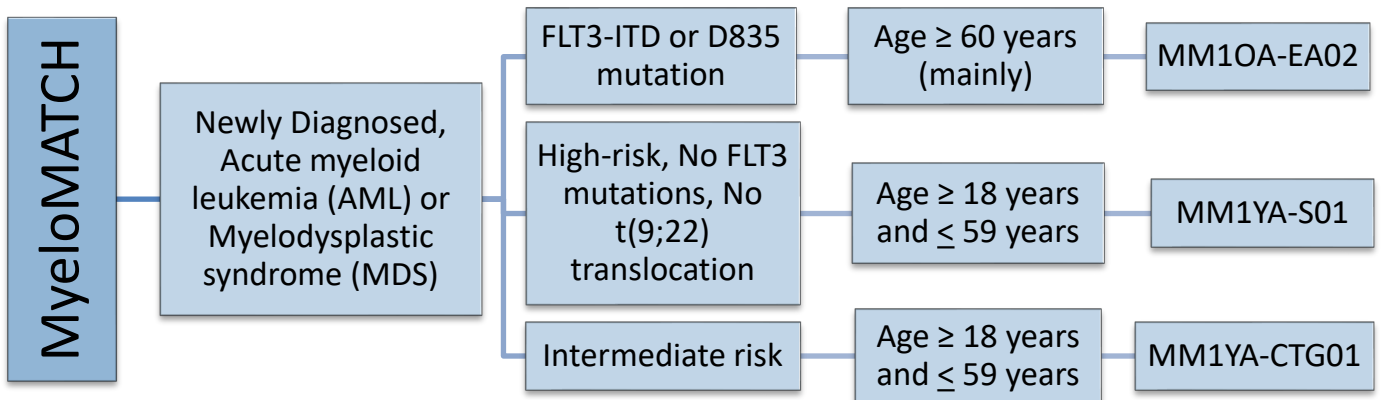 MyeloMATCH
Newly Diagnosed,
Acute myeloid
leukemia (AML) or
Myelodysplastic
syndrome (MDS)
FLT3-ITD or D835
mutation
Age ≥ 60 years
(mainly)
MM1OA-EA02
High-risk, No FLT3
mutations, No
t(9;22)
translocation
Age ≥ 18 years
and ≤ 59 years
MM1YA-S01
Intermediate risk
Age ≥ 18 years
and ≤ 59 years
MM1YA-CTG01